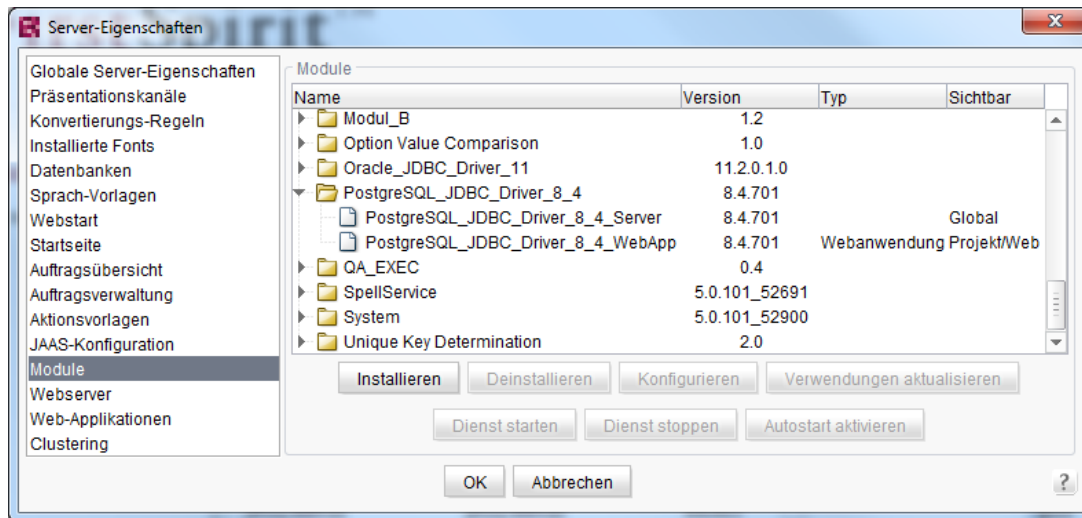 Server-Eigenschaften
x
Globale Server-Eigenschaften
Präsentationskanäle
Konvertierungs-Regeln
Installierte Fonts
Datenbanken
Sprach-Vorlagen
Webstart
Startseite
Auftragsübersicht
Auftragsverwaltung
Aktionsvorlagen
JAAS-Konfiguration
Module
Webserver
Web-Applikationen
Clustering
Module
Name Version Typ Sichtbar
Modul_B 1.2
Option Value Comparison 1.0
Oracle_JDBC_Driver_11 11.2.0.1.0
PostgreSQL_JDBC_Driver_8_4 8.4.701
PostgreSQL_JDBC_Driver_8_4_Server 8.4.701 Global
PostgreSQL_JDBC_Driver_8_4_WebApp 8.4.701 Webanwendung Projekt/Web
QA_EXEC 0.4
SpellService 5.0.101_52691
System 5.0.101_52900
Unique Key Determination 2.0
Installieren Deinstallieren Konfigurieren Verwendungen aktualisieren
Dienst starten Dienst stoppen Autostart aktivieren
OK Abbrechen ?